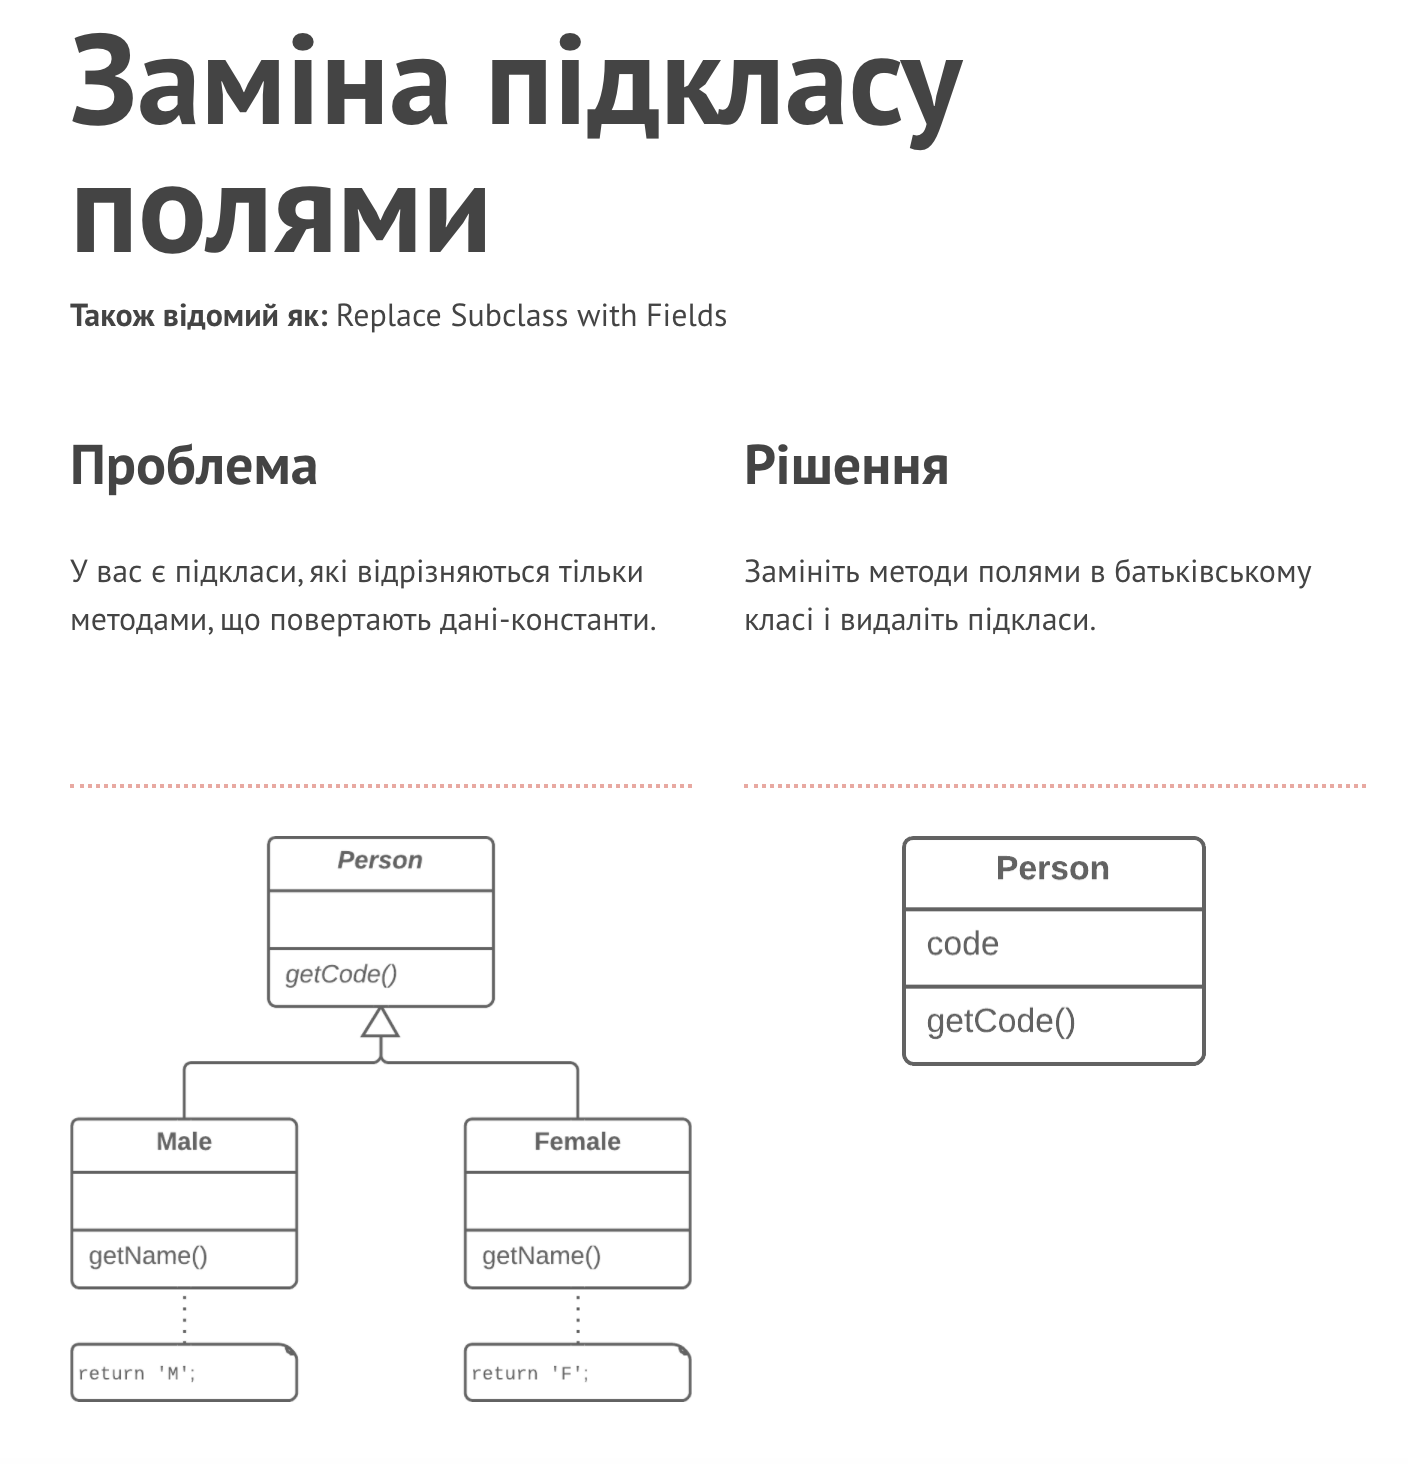 Заміна підкласу
полями
Також відомий як: Replace Subclass with Fields
Проблема
У вас є підкласи, які відрізняються тільки
методами, що повертають дані-константи.
Рішення
Замініть методи полями в батьківському
класі і видаліть підкласи.
Person
getCode()
Male
getName()
return 'M';
Female
getName()
return 'F';
Person
code
getCode()